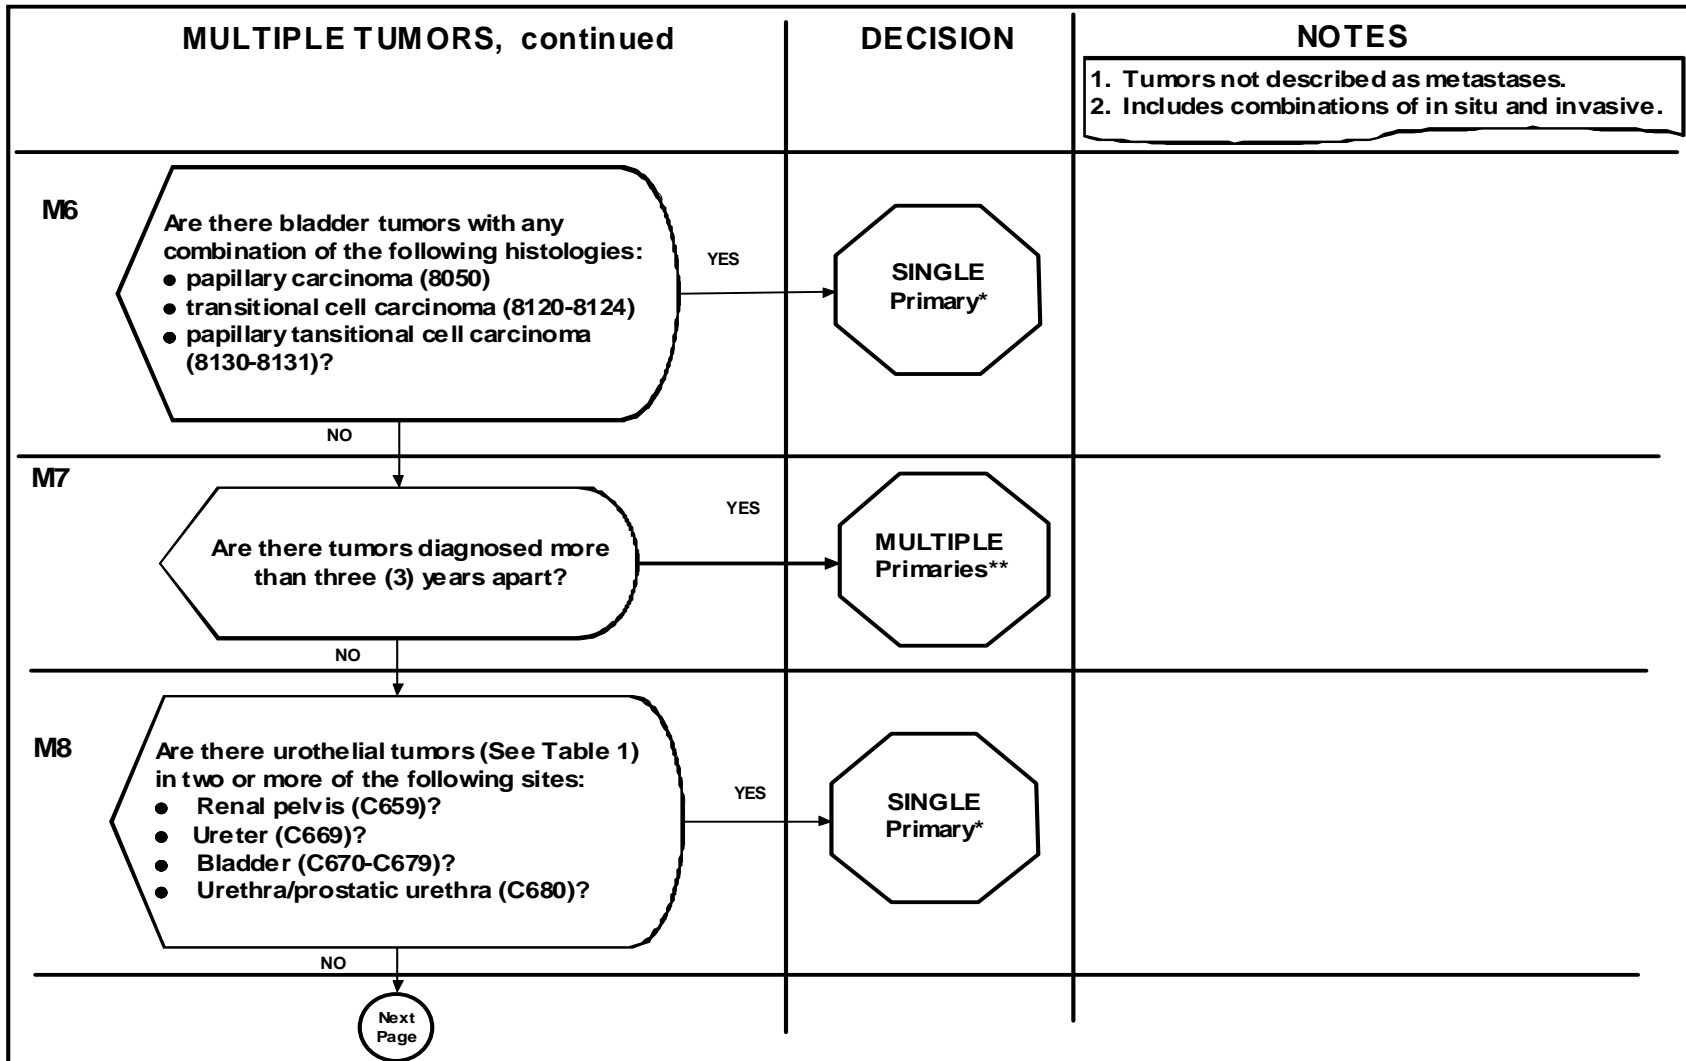 MULTIPLE TUMORS, continued
DECISION
NOTES
1. Tumors not described as metastases.
2. Includes combinations of in situ and invasive.
M6
Are there bladder tumors with any
combination of the following histologies:
● papillary carcinoma (8050)
● transitional cell carcinoma (8120-8124)
● papillary tansitional cell carcinoma
(8130-8131)?
YES
SINGLE
Primary*
NO
M7
Are there tumors diagnosed more
than three (3) years apart?
YES
MULTIPLE
Primaries**
NO
M8
Are there urothelial tumors (See Table 1)
in two or more of the following sites:
● Renal pelvis (C659)?
● Ureter (C669)?
● Bladder (C670-C679)?
● Urethra/prostatic urethra (C680)?
YES
SINGLE
Primary*
NO
Next
Page